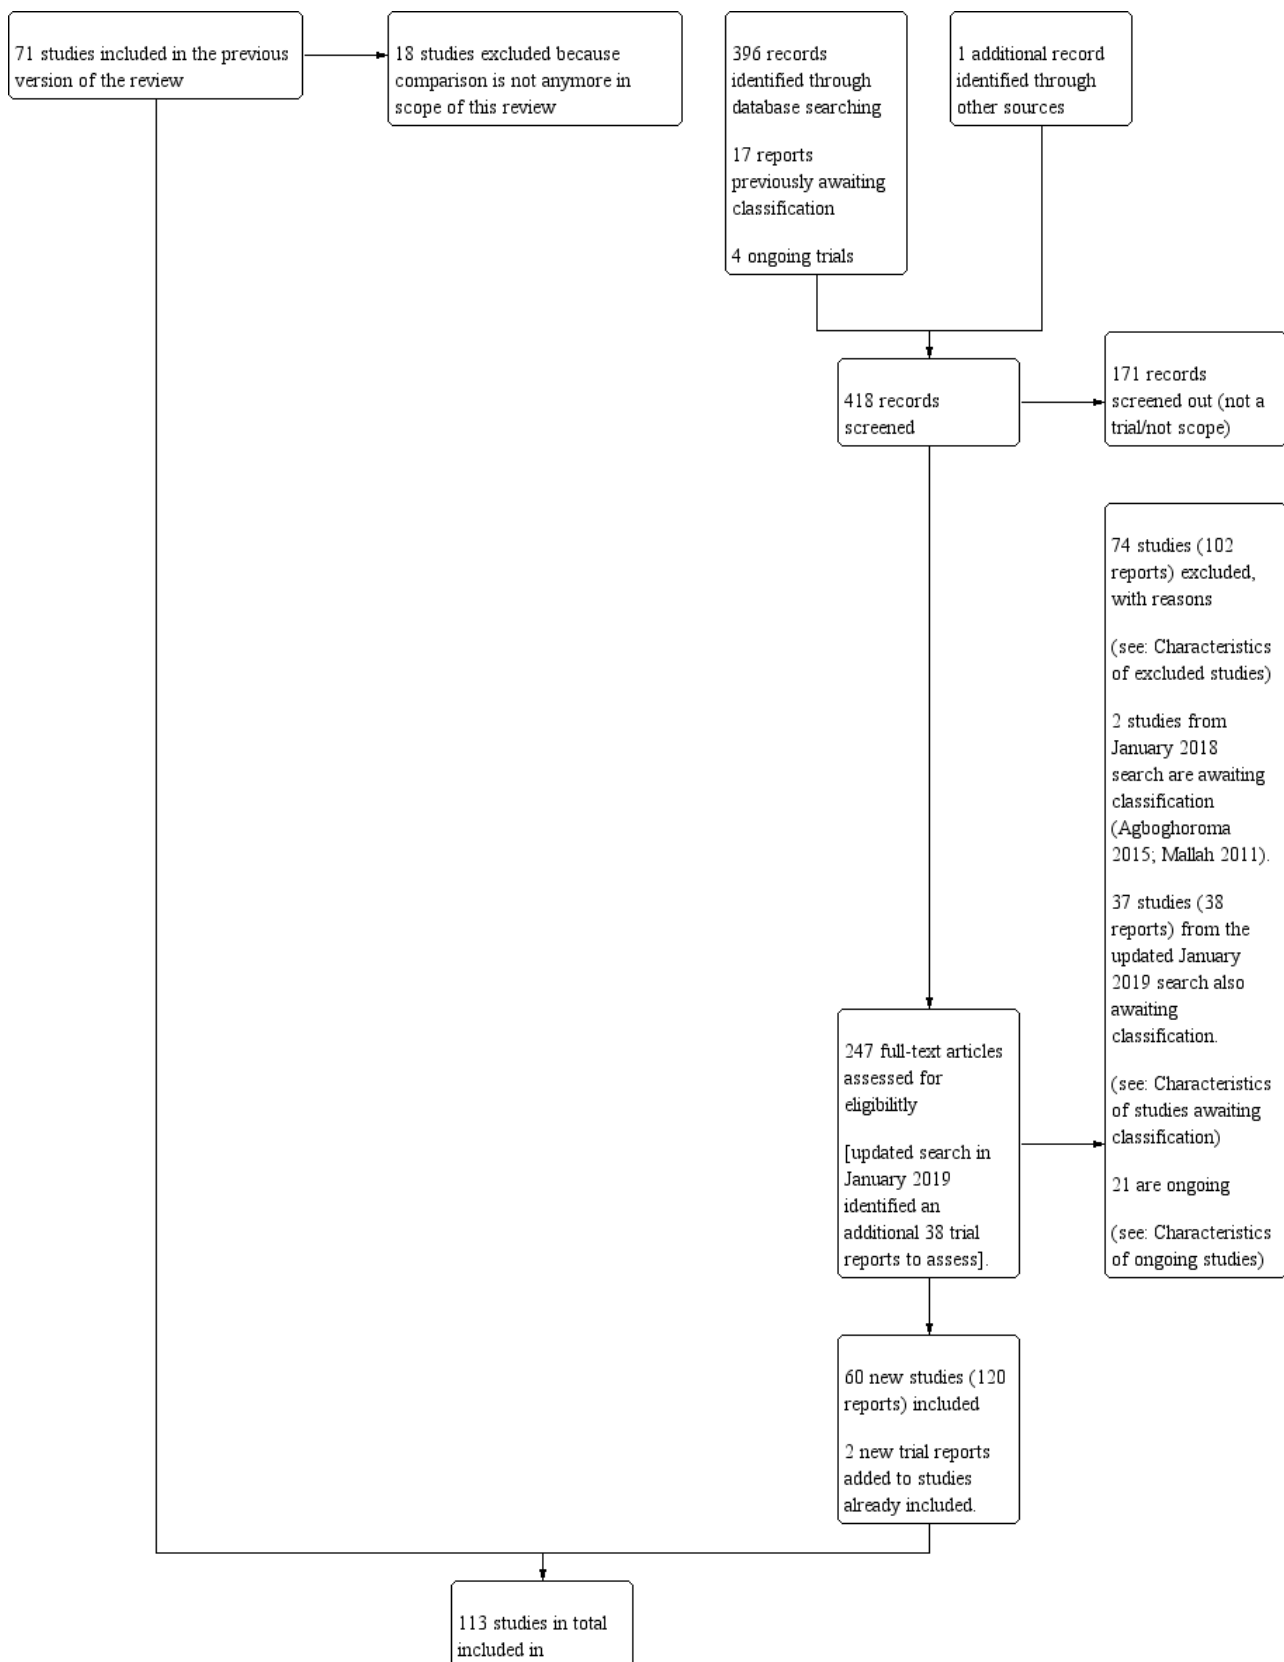 71 studies included in the previous
version of the review
18 studies excluded because
comparison is not anymore in
scope of this review
396 records
identified through
database searching
17 reports
previously awaiting
classification
4 ongoing trials
1 additional record
identified through
other sources
418 records
screened
171 records
screened out (not a
trial/not scope)
74 studies (102
reports) excluded,
with reasons
(see: Characteristics
of excluded studies)
2 studies from
January 2018
search are awaiting
classification
(Agboghoroma
2015; Mallah 2011).
37 studies (38
reports) from the
updated January
2019 search also
awaiting
classification.
(see: Characteristics
of studies awaiting
classification)
21 are ongoing
(see: Characteristics
of ongoing studies)
247 full-text articles
assessed for
eligibilitly
[updated search in
January 2019
identified an
additional 38 trial
reports to assess].
60 new studies (120
reports) included
2 new trial reports
added to studies
already included.
113 studies in total
included in